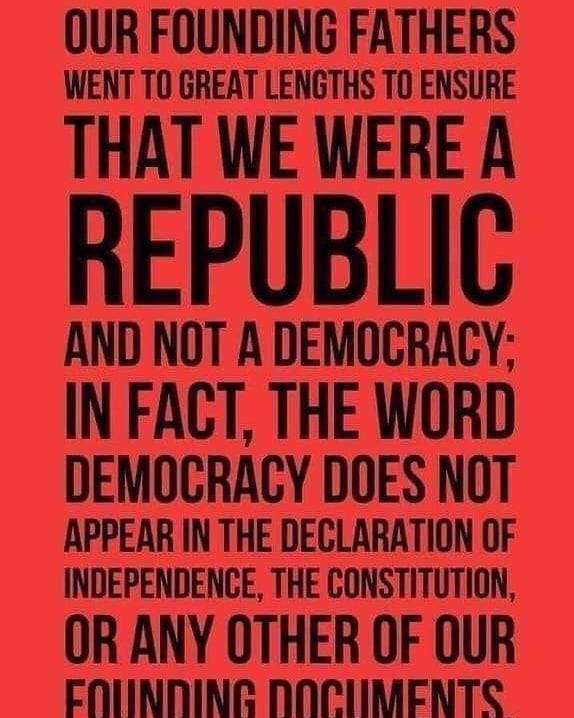 OUR FOUNDING FATHERS
WENT TO GREAT LENGTHS TO ENSURE
THAT WE WERE A
REPUBLIC
AND NOT A DEMOCRACY;
IN FACT, THE WORD
DEMOCRACY DOES NOT
APPEAR IN THE DECLARATION OF
INDEPENDENCE, THE CONSTITUTION,
OR ANY OTHER OF OUR
FOUNDING DOCUMENTS.